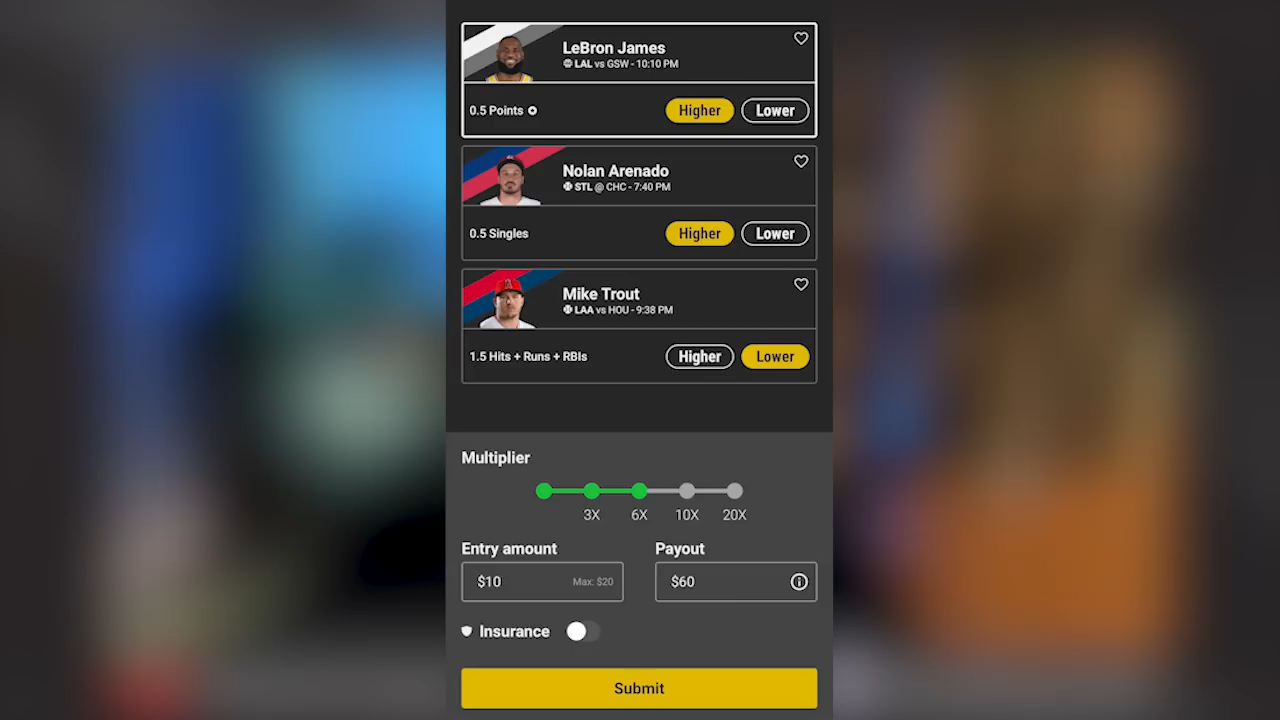 LeBron James
LAL vs GSW - 10:10 PM
0.5 Points
Higher
Lower
Nolan Arenado
STL @ CHC - 7:40 PM
0.5 Singles
Higher
Lower
Mike Trout
LAA vs HOU - 9:38 PM
1.5 Hits + Runs + RBIs
Higher
Lower
Multiplier
3X 6X 10X 20X
Entry amount
Payout
$10 Max: $20
$60
Insurance
Submit